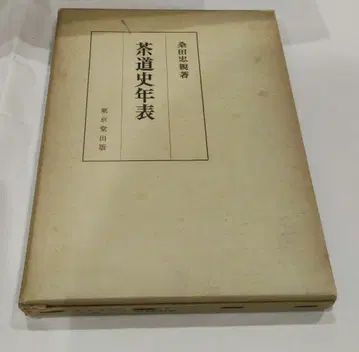 桑田忠親著
茶道史年表
東京堂出版